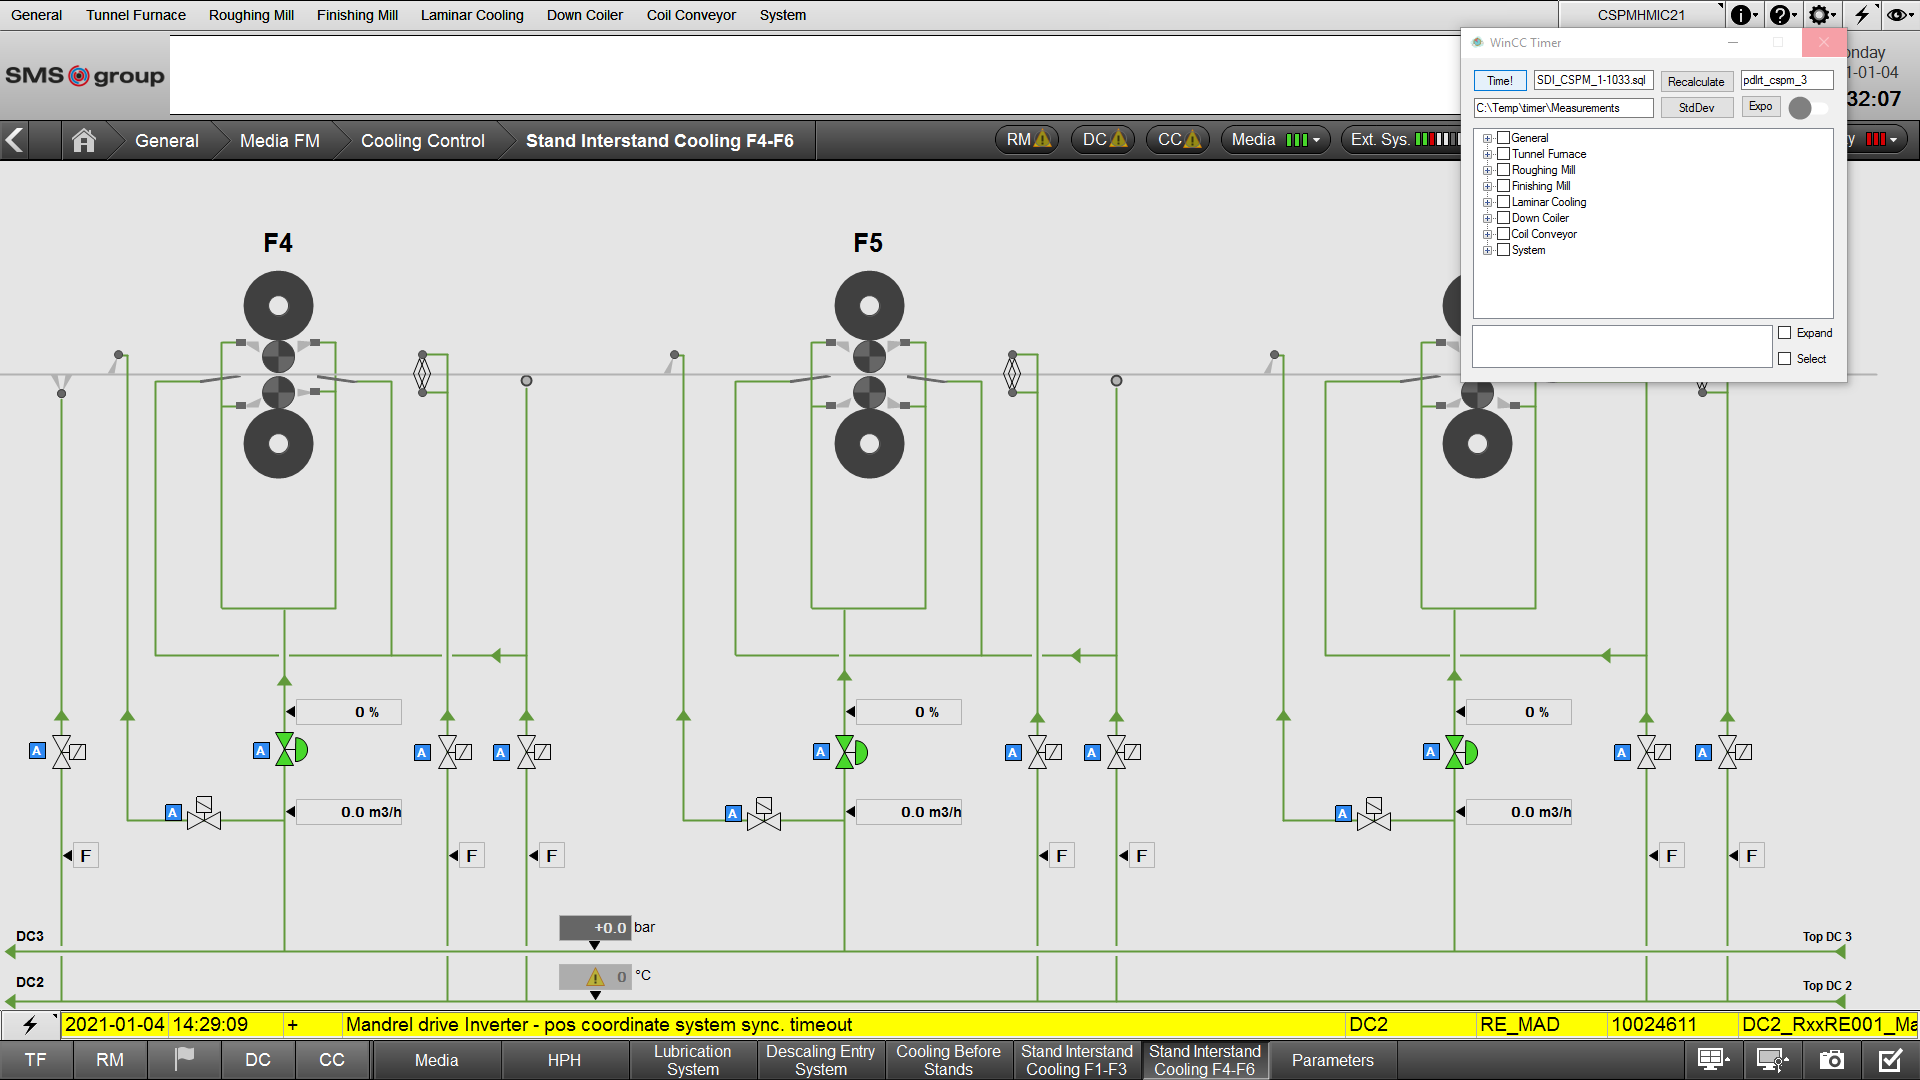 General Tunnel Furnace Roughing Mill Finishing Mill Laminar Cooling Down Coiler Coil Conveyor System CSPMHMIC21
SMS group
WinCC Timer
Time! SDI_CSPM_1-1033.sql Recalculate pdlrt_cspm_3
C:\Temp\timer\Measurements StdDev Expo
General
Tunnel Furnace
Roughing Mill
Finishing Mill
Laminar Cooling
Down Coiler
Coil Conveyor
System
Expand
Select
nday
1-01-04
32:07
General Media FM Cooling Control Stand Interstand Cooling F4-F6 RM DC CC Media Ext. Sys. y
F4 F5
0 % 0 % 0 %
A A A A A A A A A A
A A A
0.0 m3/h 0.0 m3/h 0.0 m3/h
F F F F F F F
+0.0 bar
DC3 Top DC 3
0 °C
DC2 Top DC 2
2021-01-04 14:29:09 + Mandrel drive Inverter - pos coordinate system sync. timeout DC2 RE_MAD 10024611 DC2_RxxRE001_Ma
TF RM DC CC Media HPH Lubrication System Descaling Entry System Cooling Before Stands Stand Interstand Cooling F1-F3 Stand Interstand Cooling F4-F6 Parameters